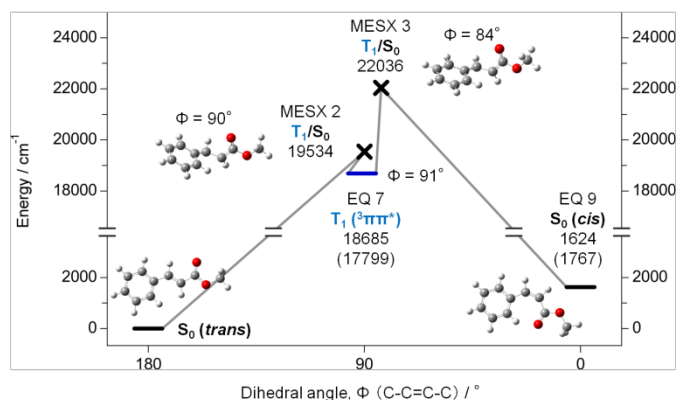 MESX 3
T₁/S₀
22036
Φ = 84°
24000
24000
22000
22000
Φ = 90°
MESX 2
T₁/S₀
19534
20000
20000
Φ = 91°
18000
18000
EQ 7
T₁ (³ππ*)
18685
(17799)
EQ 9
S₀ (cis)
1624
(1767)
Energy / cm⁻¹
2000
2000
0
S₀ (trans)
0
180
90
0
Dihedral angle, Φ (C-C=C-C) / °